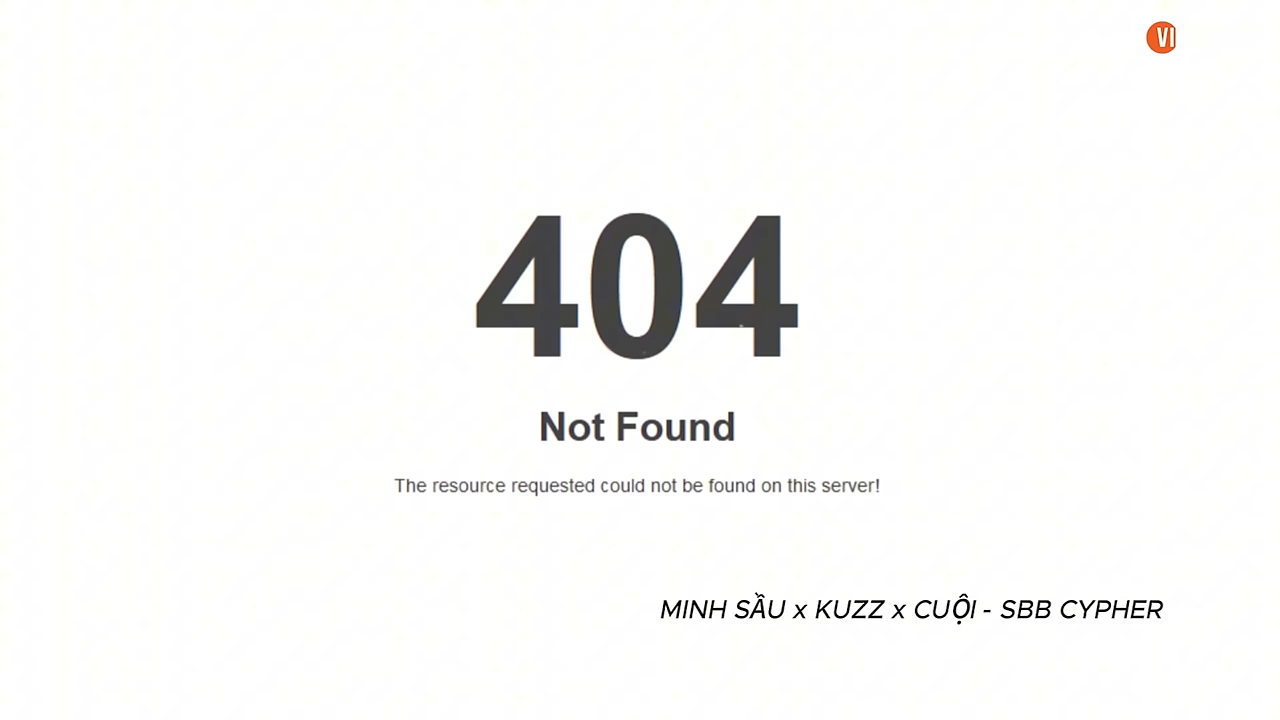 VI
404
Not Found
The resource requested could not be found on this server!
MINH SẦU x KUZZ x CUỘI - SBB CYPHER